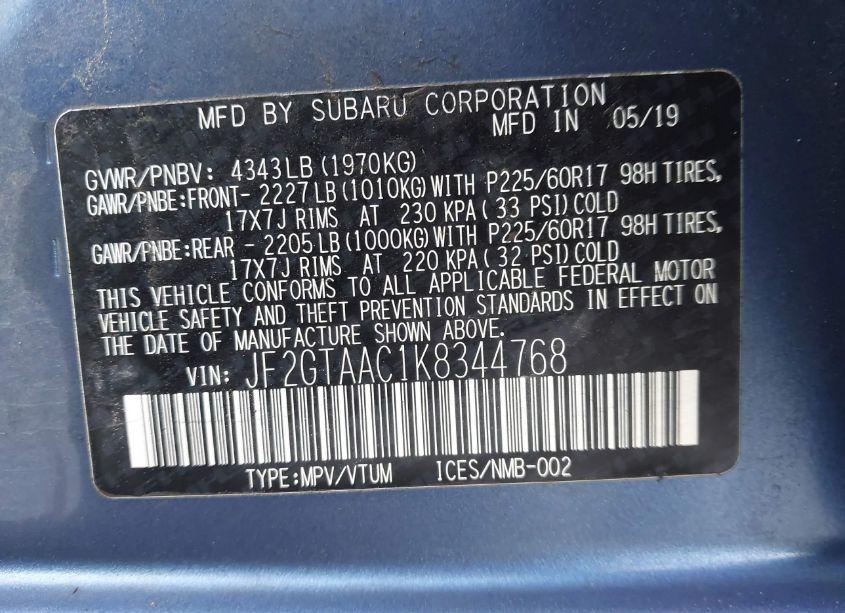 MFD BY SUBARU CORPORATION
MFD IN 05/19
GVWR/PNBV: 4343LB (1970KG)
GAWR/PNBE:FRONT- 2227LB (1010KG) WITH P225/60R17 98H TIRES,
17X7J RIMS AT 230 KPA( 33 PSI) COLD
GAWR/PNBE:REAR - 2205LB (1000KG) WITH P225/60R17 98H TIRES,
17X7J RIMS AT 220 KPA( 32 PSI) COLD
THIS VEHICLE CONFORMS TO ALL APPLICABLE FEDERAL MOTOR
VEHICLE SAFETY AND THEFT PREVENTION STANDARDS IN EFFECT ON
THE DATE OF MANUFACTURE SHOWN ABOVE.
VIN: JF2GTAAC1K8344768
TYPE:MPV/VTUM ICES/NMB-002